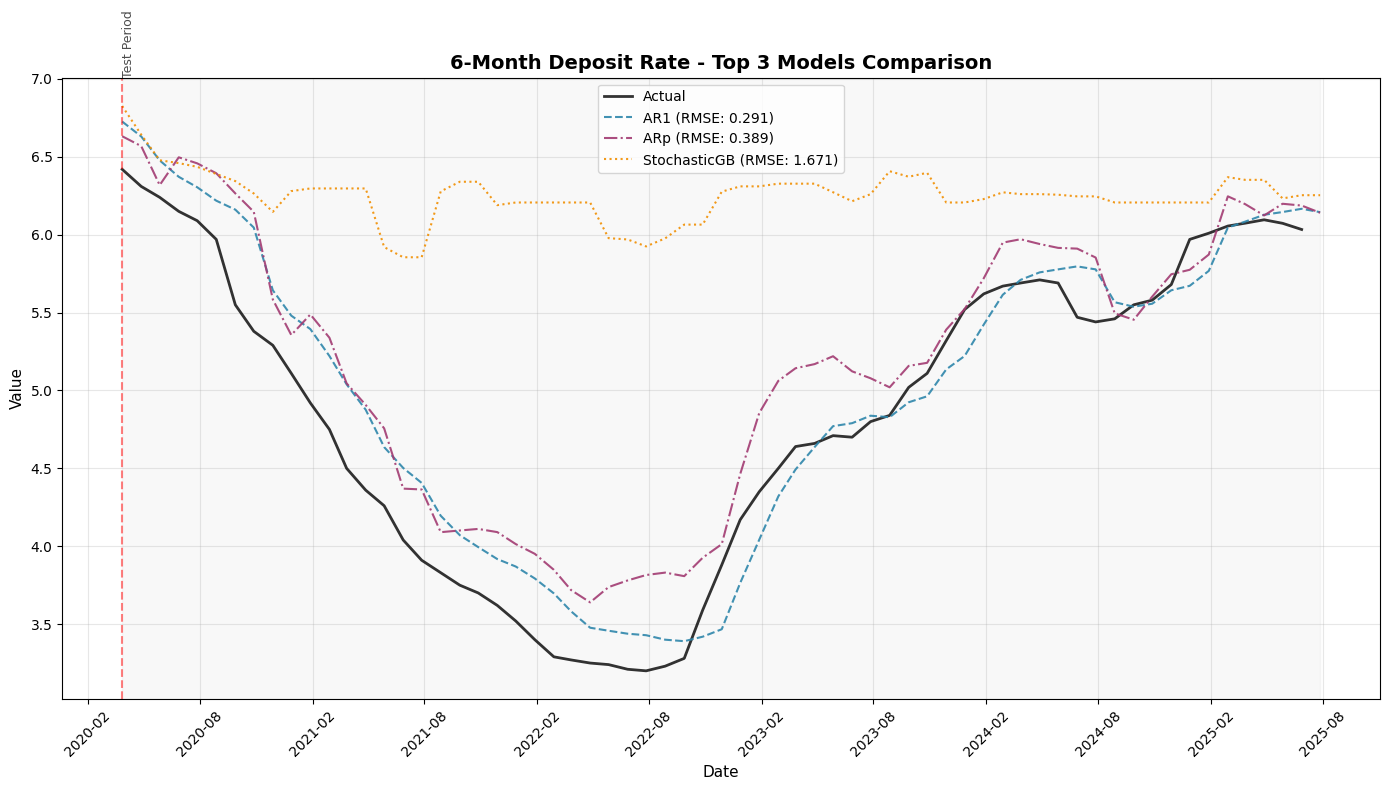 Test Period
6-Month Deposit Rate - Top 3 Models Comparison
Actual
AR1 (RMSE: 0.291)
ARp (RMSE: 0.389)
StochasticGB (RMSE: 1.671)
Value
7.0
6.5
6.0
5.5
5.0
4.5
4.0
3.5
2020-02
2020-08
2021-02
2021-08
2022-02
2022-08
2023-02
2023-08
2024-02
2024-08
2025-02
2025-08
Date